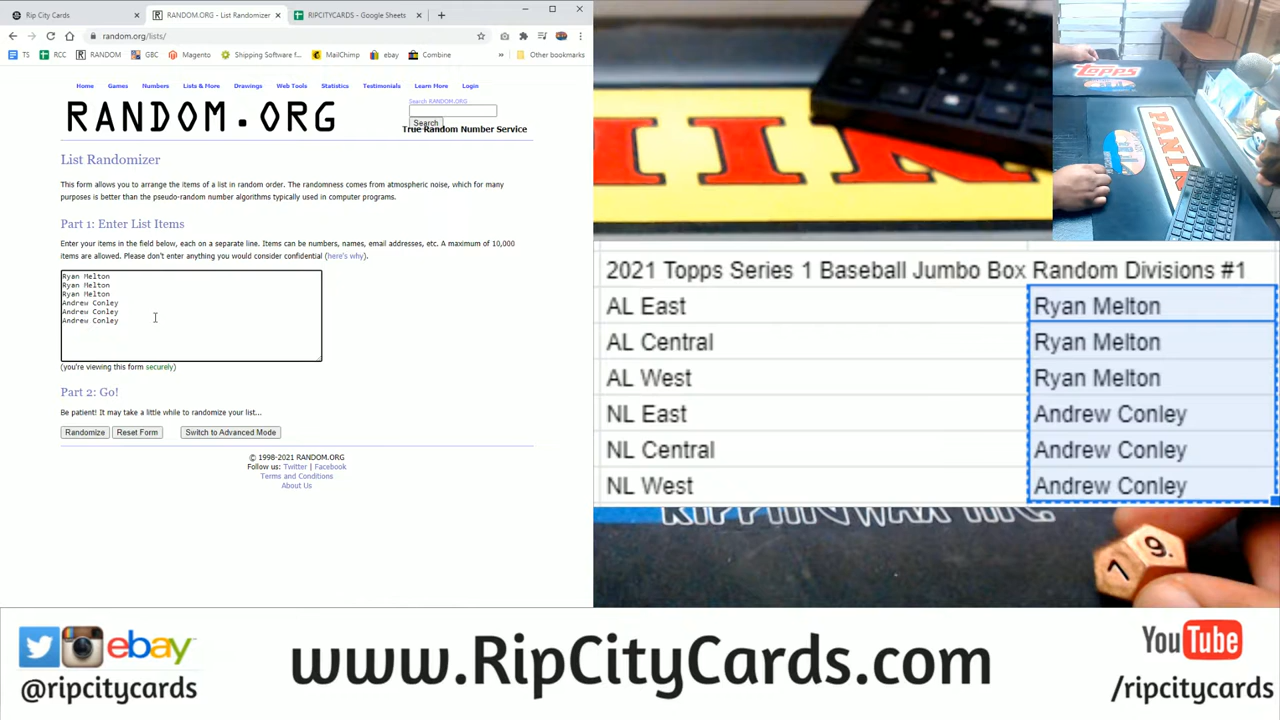 Rip City Cards
RANDOM.ORG - List Randomizer
RIPCITYCARDS - Google Sheets
random.org/lists/
TS
RCC
RANDOM
GBC
Magento
Shipping Software f...
MailChimp
ebay
Combine
Other bookmarks
Home
Games
Numbers
Lists & More
Drawings
Web Tools
Statistics
Testimonials
Learn More
Login
Search RANDOM.ORG
Search
RANDOM.ORG
True Random Number Service
List Randomizer
This form allows you to arrange the items of a list in random order. The randomness comes from atmospheric noise, which for many
purposes is better than the pseudo-random number algorithms typically used in computer programs.
Part 1: Enter List Items
Enter your items in the field below, each on a separate line. Items can be numbers, names, email addresses, etc. A maximum of 10,000
items are allowed. Please don't enter anything you would consider confidential (here's why).
Ryan Melton
Ryan Melton
Ryan Melton
Andrew Conley
Andrew Conley
Andrew Conley
(you're viewing this form securely)
Part 2: Go!
Be patient! It may take a little while to randomize your list...
Randomize
Reset Form
Switch to Advanced Mode
© 1998-2021 RANDOM.ORG
Follow us: Twitter | Facebook
Terms and Conditions
About Us
topps
PANINI
2021 Topps Series 1 Baseball Jumbo Box Random Divisions #1
AL East Ryan Melton
AL Central Ryan Melton
AL West Ryan Melton
NL East Andrew Conley
NL Central Andrew Conley
NL West Andrew Conley
RIPPINWAX INC.
7
9.
ebay
@ripcitycards
www.RipCityCards.com
YouTube
/ripcitycards